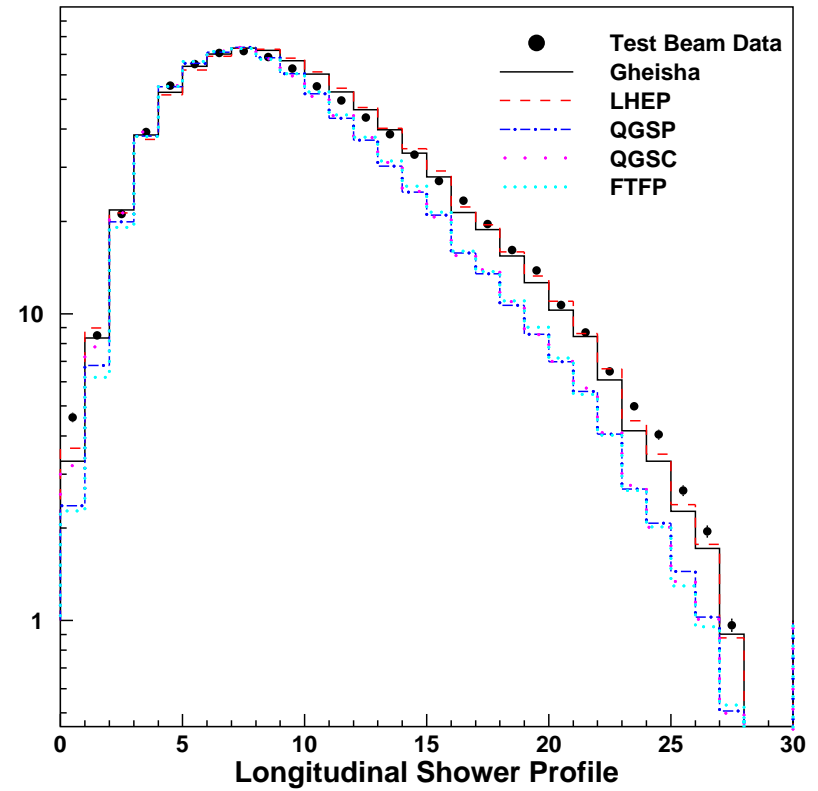 Test Beam Data
Gheisha
LHEP
QGSP
QGSC
FTFP
10
1
0 5 10 15 20 25 30
Longitudinal Shower Profile